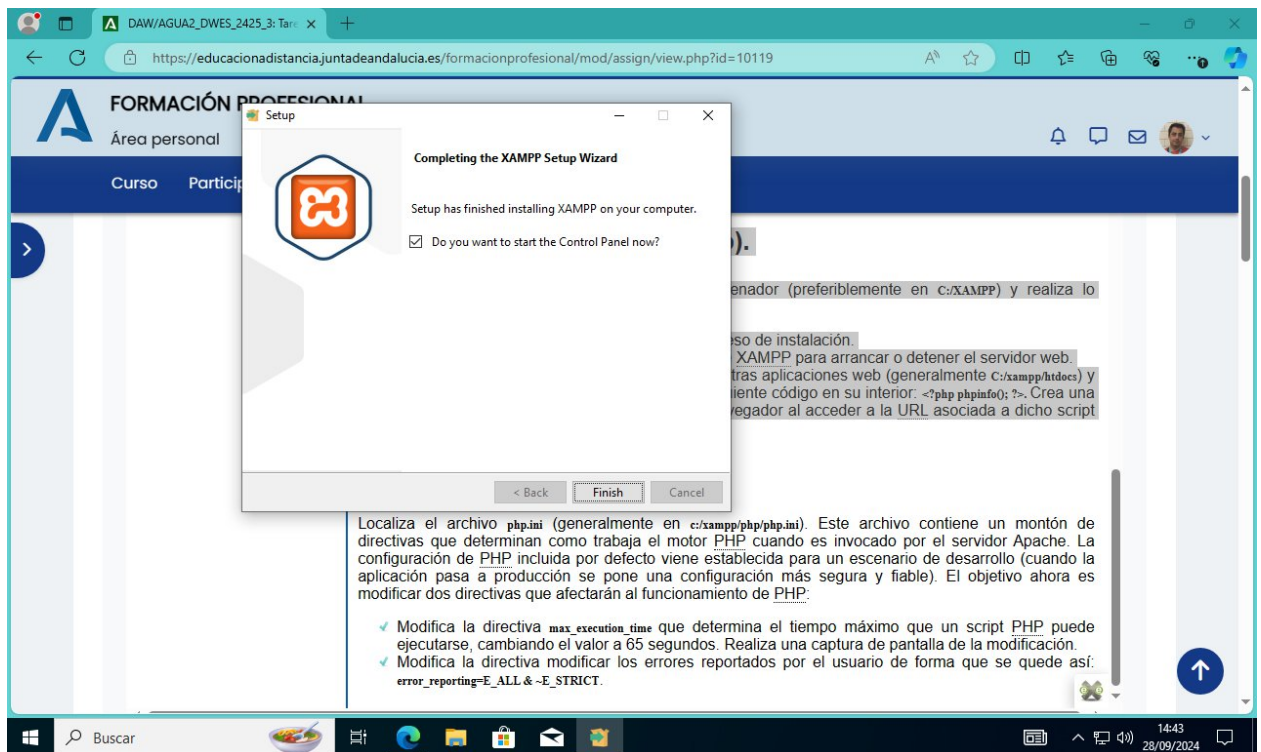 DAW/AGUA2_DWES_2425_3: Tare
https://educacionadistancia.juntadeandalucia.es/formacionprofesional/mod/assign/view.php?id=10119
FORMACIÓN PROFESIONAL
Área personal
Curso Particip
Setup
Completing the XAMPP Setup Wizard
Setup has finished installing XAMPP on your computer.
Do you want to start the Control Panel now?
< Back Finish Cancel
).
enador (preferiblemente en C:/XAMPP) y realiza lo
eso de instalación.
XAMPP para arrancar o detener el servidor web.
tras aplicaciones web (generalmente C:/xampp/htdocs) y
iente código en su interior: <?php phpinfo(); ?>. Crea una
vegador al acceder a la URL asociada a dicho script
Localiza el archivo php.ini (generalmente en c:/xampp/php/php.ini). Este archivo contiene un montón de
directivas que determinan como trabaja el motor PHP cuando es invocado por el servidor Apache. La
configuración de PHP incluida por defecto viene establecida para un escenario de desarrollo (cuando la
aplicación pasa a producción se pone una configuración más segura y fiable). El objetivo ahora es
modificar dos directivas que afectarán al funcionamiento de PHP:
Modifica la directiva max_execution_time que determina el tiempo máximo que un script PHP puede
ejecutarse, cambiando el valor a 65 segundos. Realiza una captura de pantalla de la modificación.
Modifica la directiva modificar los errores reportados por el usuario de forma que se quede así:
error_reporting=E_ALL & ~E_STRICT.
Buscar
14:43
28/09/2024